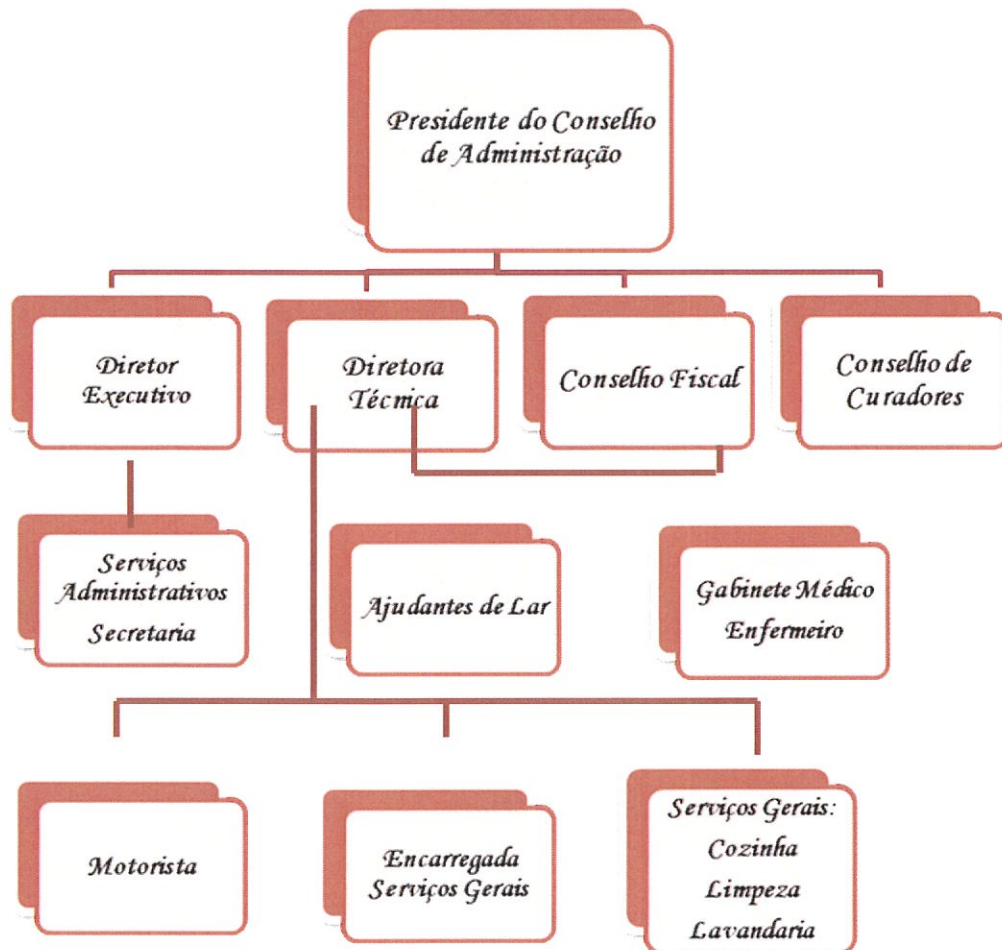 Presidente do Conselho
de Administração
Diretor
Executivo
Diretora
Técnica
Conselho Fiscal
Conselho de
Curadores
Serviços
Administrativos
Secretaria
Ajudantes de Lar
Gabinete Médico
Enfermeiro
Motorista
Encarregada
Serviços Gerais
Serviços Gerais:
Cozinha
Limpeza
Lavandaria